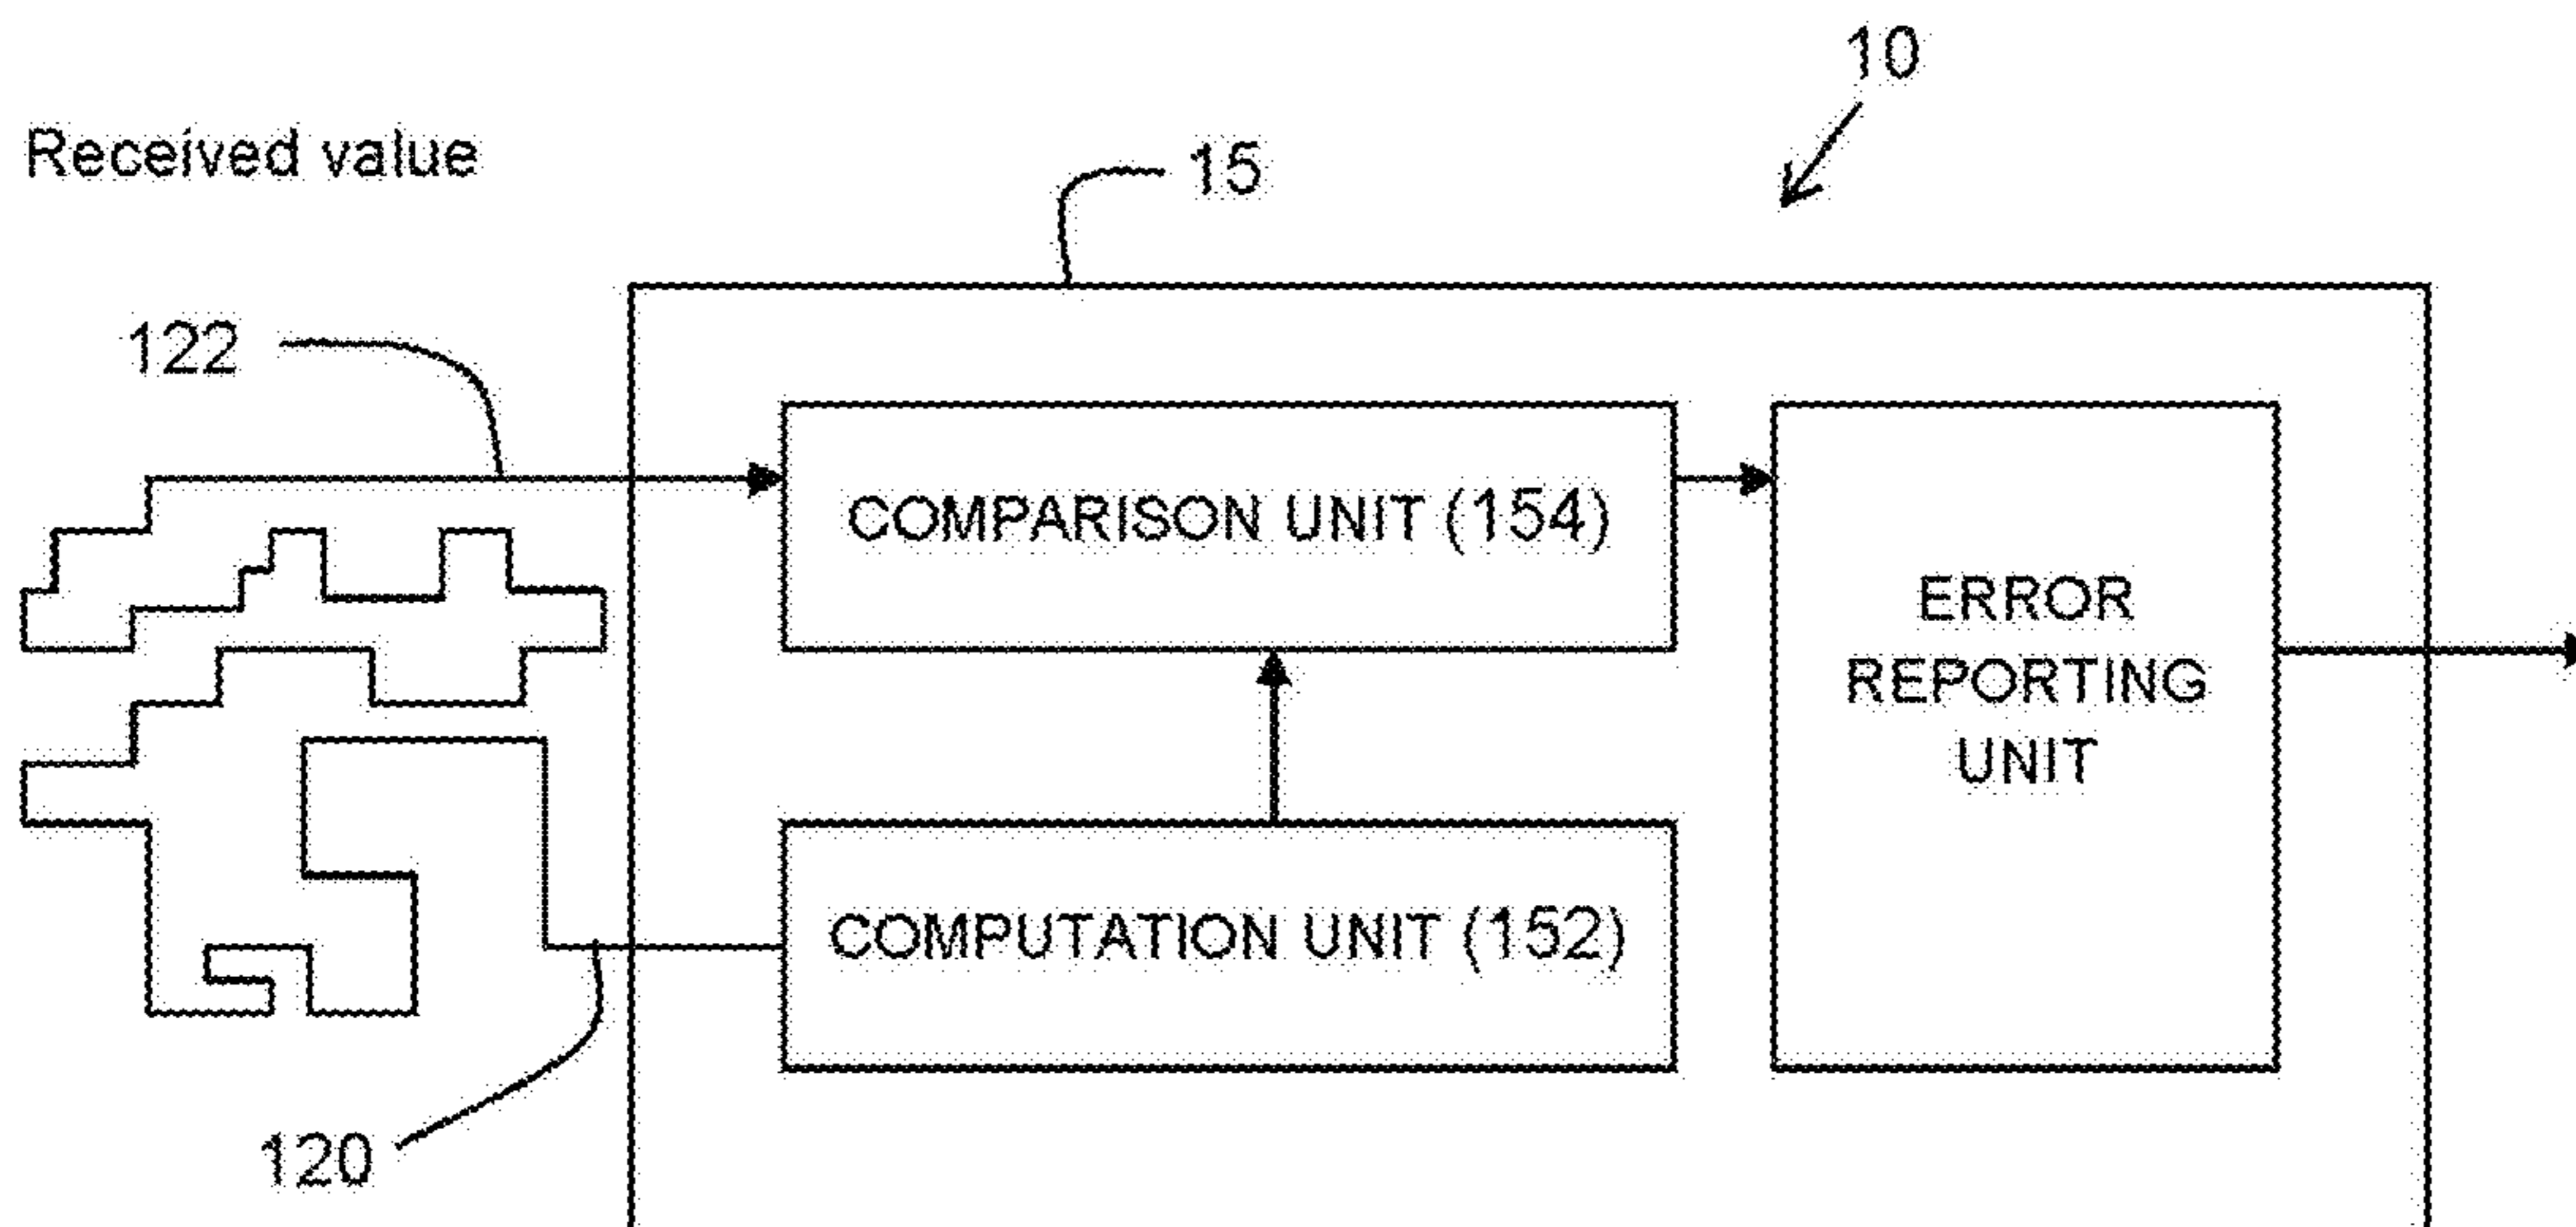 10
Received value
15
122
COMPARISON UNIT (154)
ERROR
REPORTING
UNIT
COMPUTATION UNIT (152)
120